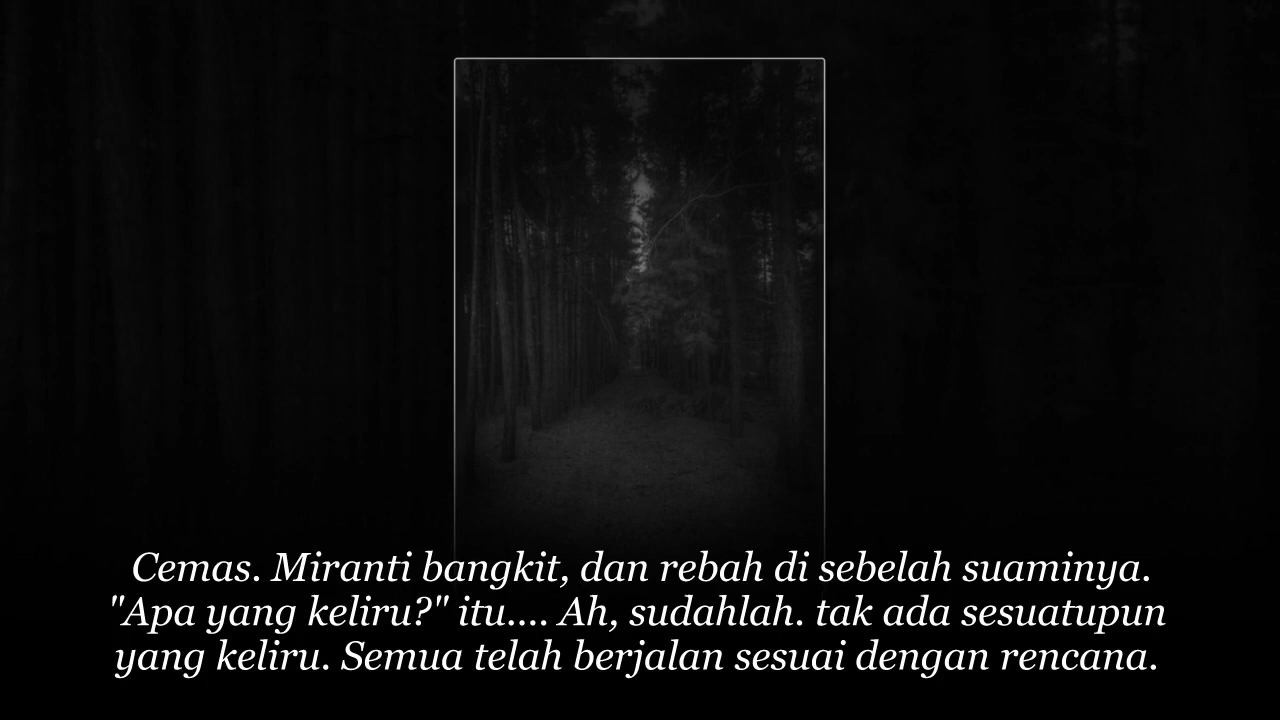 Cemas. Miranti bangkit, dan rebah di sebelah suaminya.
"Apa yang keliru?" itu.... Ah, sudahlah. tak ada sesuatupun
yang keliru. Semua telah berjalan sesuai dengan rencana.